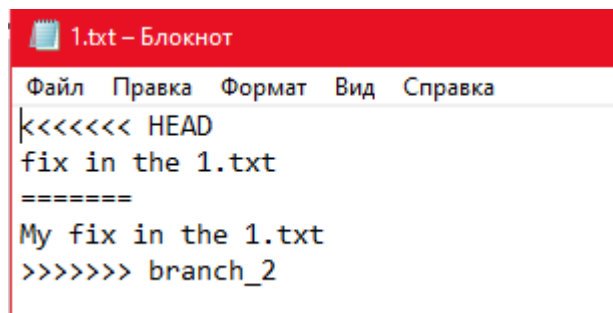 1.txt – Блокнот
Файл Правка Формат Вид Справка
<<<<<<< HEAD
fix in the 1.txt
=======
My fix in the 1.txt
>>>>>>> branch_2